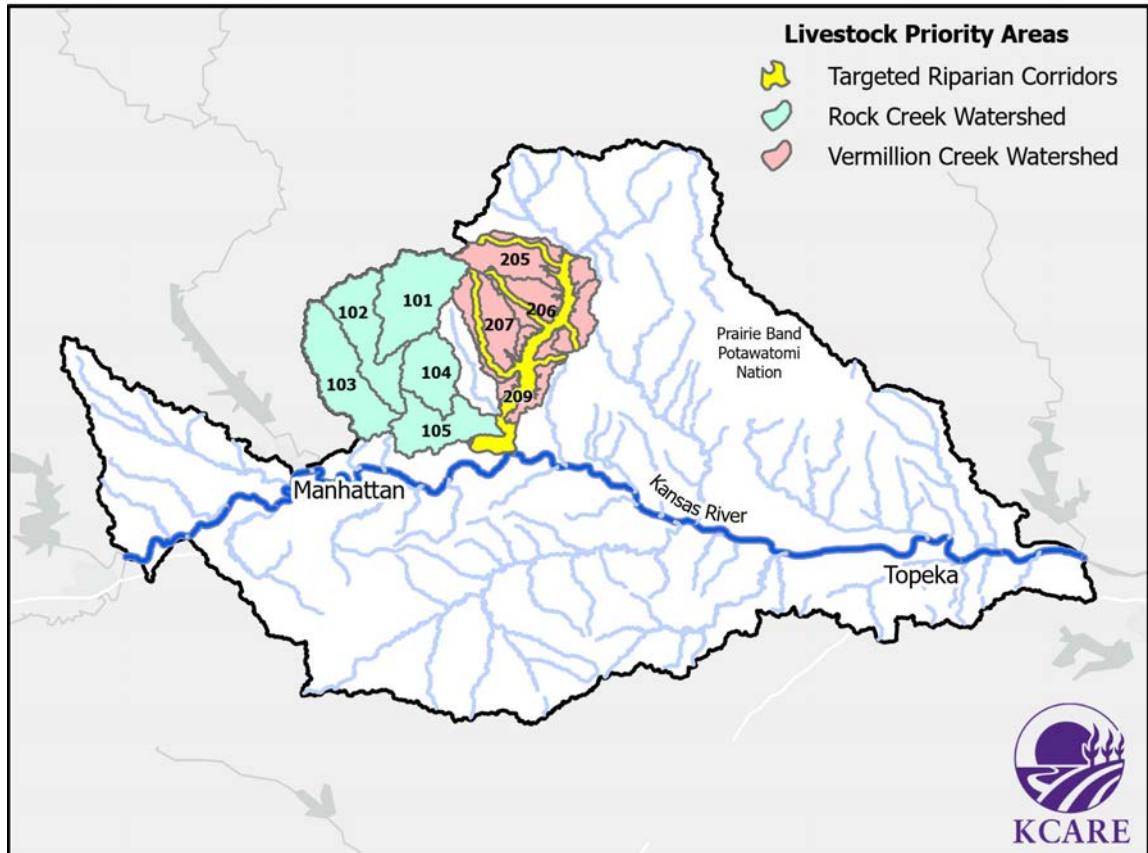 Livestock Priority Areas
Targeted Riparian Corridors
Rock Creek Watershed
Vermillion Creek Watershed
205
101
102
206
207
Prairie Band
Potawatomi
Nation
104
103
209
105
Manhattan
Kansas River
Topeka
KCARE